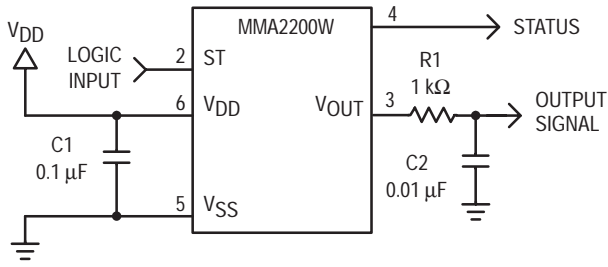 VDD
MMA2200W
4
STATUS
LOGIC
INPUT
2
ST
R1
1 kΩ
6
VDD
VOUT
3
OUTPUT
SIGNAL
C1
0.1 μF
C2
0.01 μF
5
VSS